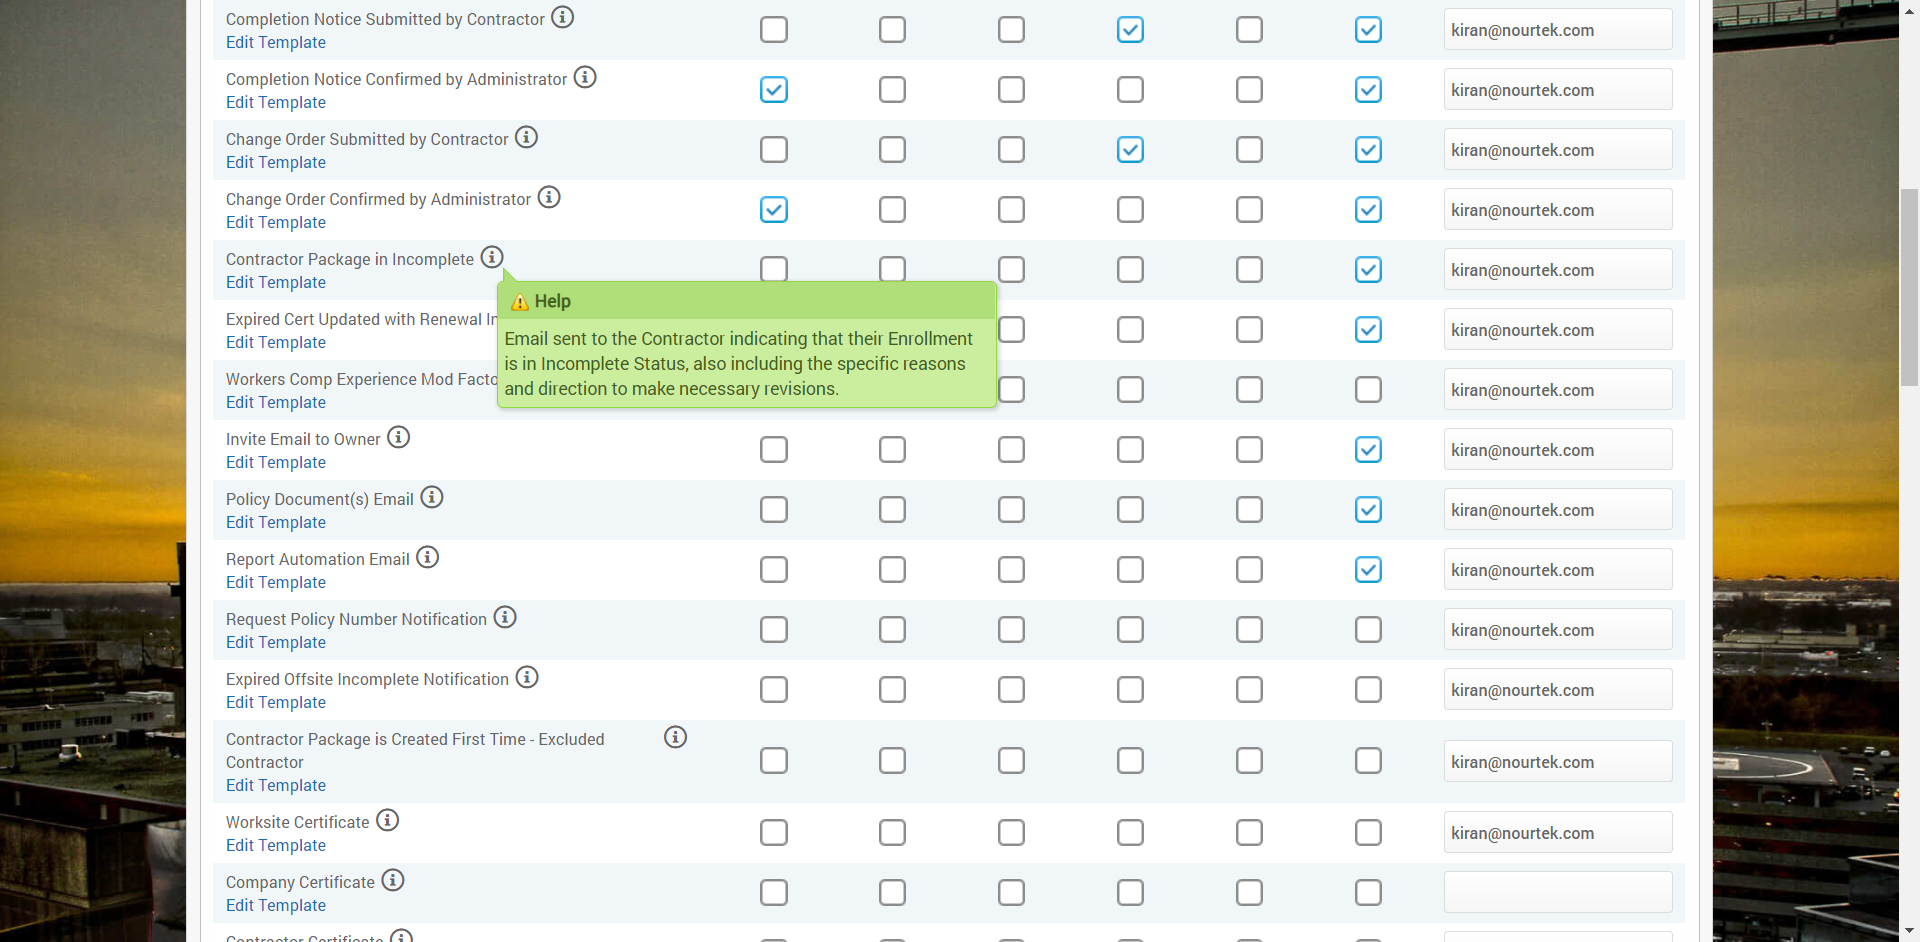 Completion Notice Submitted by Contractor
Edit Template
kiran@nourtek.com
Completion Notice Confirmed by Administrator
Edit Template
kiran@nourtek.com
Change Order Submitted by Contractor
Edit Template
kiran@nourtek.com
Change Order Confirmed by Administrator
Edit Template
kiran@nourtek.com
Contractor Package in Incomplete
Edit Template
kiran@nourtek.com
Help
Email sent to the Contractor indicating that their Enrollment
is in Incomplete Status, also including the specific reasons
and direction to make necessary revisions.
Expired Cert Updated with Renewal
Edit Template
kiran@nourtek.com
Workers Comp Experience Mod
Edit Template
kiran@nourtek.com
Invite Email to Owner
Edit Template
kiran@nourtek.com
Policy Document(s) Email
Edit Template
kiran@nourtek.com
Report Automation Email
Edit Template
kiran@nourtek.com
Request Policy Number Notification
Edit Template
kiran@nourtek.com
Expired Offsite Incomplete Notification
Edit Template
kiran@nourtek.com
Contractor Package is Created First Time - Excluded
Contractor
Edit Template
kiran@nourtek.com
Worksite Certificate
Edit Template
kiran@nourtek.com
Company Certificate
Edit Template
Contractor Certificate